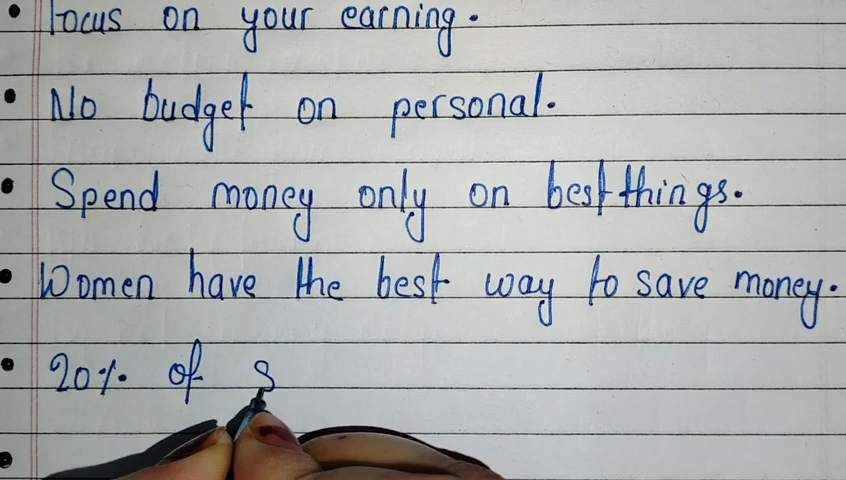 • Focus on your earning.
• No budget on personal.
• Spend money only on best things.
• Women have the best way to save money.
• 20% of s